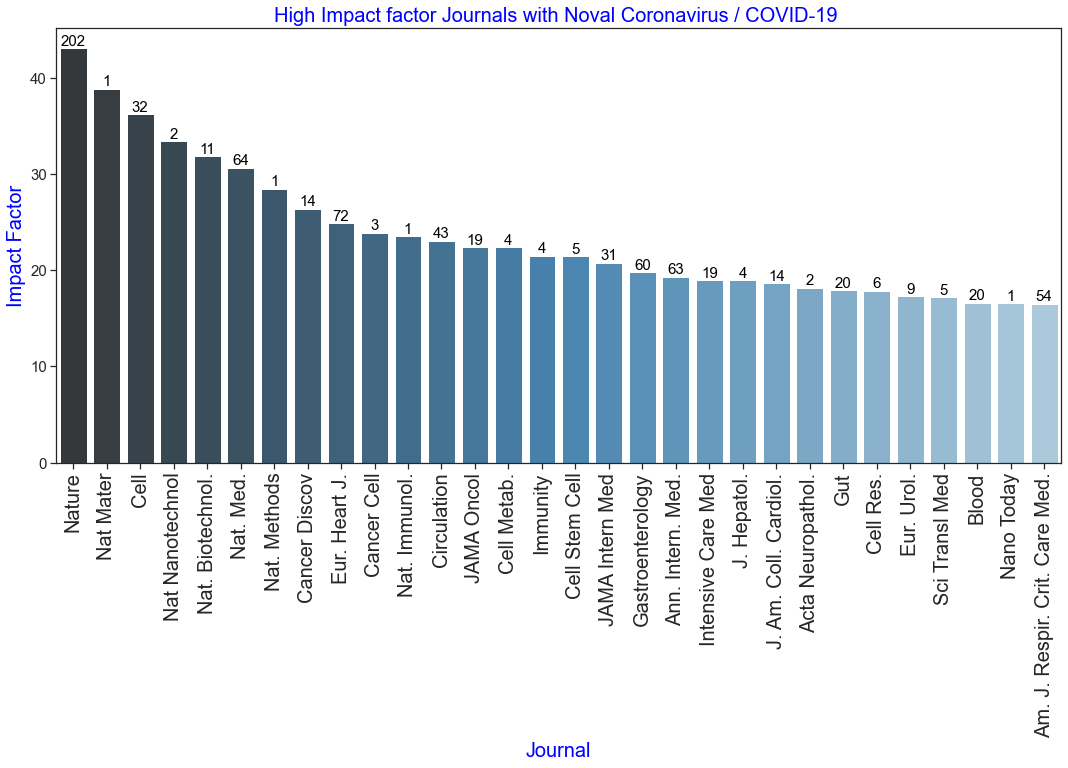 High Impact factor Journals with Noval Coronavirus / COVID-19
Impact Factor
40
30
20
10
0
202
1
32
2
11
64
1
14
72
3
1
43
19
4
4
5
31
60
63
19
4
14
2
20
6
9
5
20
1
54
Nature
Nat Mater
Cell
Nat Nanotechnol
Nat. Biotechnol.
Nat. Med.
Nat. Methods
Cancer Discov
Eur. Heart J.
Cancer Cell
Nat. Immunol.
Circulation
JAMA Oncol
Cell Metab.
Immunity
Cell Stem Cell
JAMA Intern Med
Gastroenterology
Ann. Intern. Med.
Intensive Care Med
J. Hepatol.
J. Am. Coll. Cardiol.
Acta Neuropathol.
Gut
Cell Res.
Eur. Urol.
Sci Transl Med
Blood
Nano Today
Am. J. Respir. Crit. Care Med.
Journal